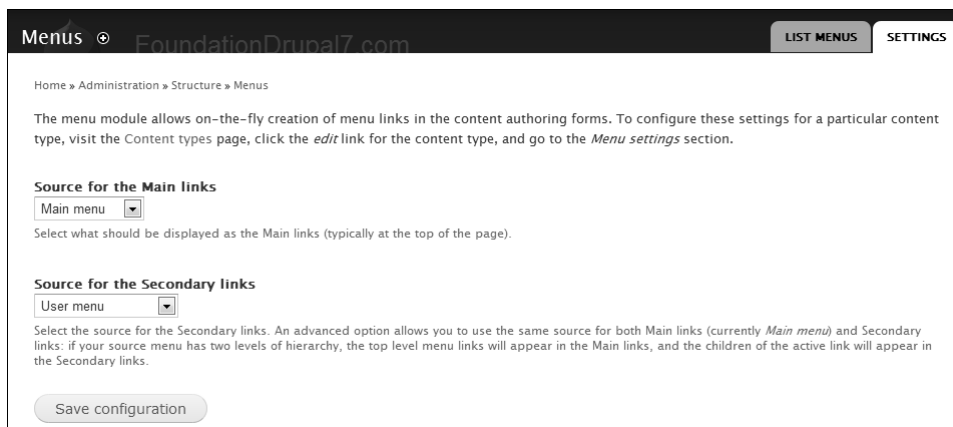 Menus
FoundationDrupal7.com
LIST MENUS
SETTINGS
Home » Administration » Structure » Menus
The menu module allows on-the-fly creation of menu links in the content authoring forms. To configure these settings for a particular content
type, visit the Content types page, click the edit link for the content type, and go to the Menu settings section.
Source for the Main links
Main menu
Select what should be displayed as the Main links (typically at the top of the page).
Source for the Secondary links
User menu
Select the source for the Secondary links. An advanced option allows you to use the same source for both Main links (currently Main menu) and Secondary
links: if your source menu has two levels of hierarchy, the top level menu links will appear in the Main links, and the children of the active link will appear in
the Secondary links.
Save configuration